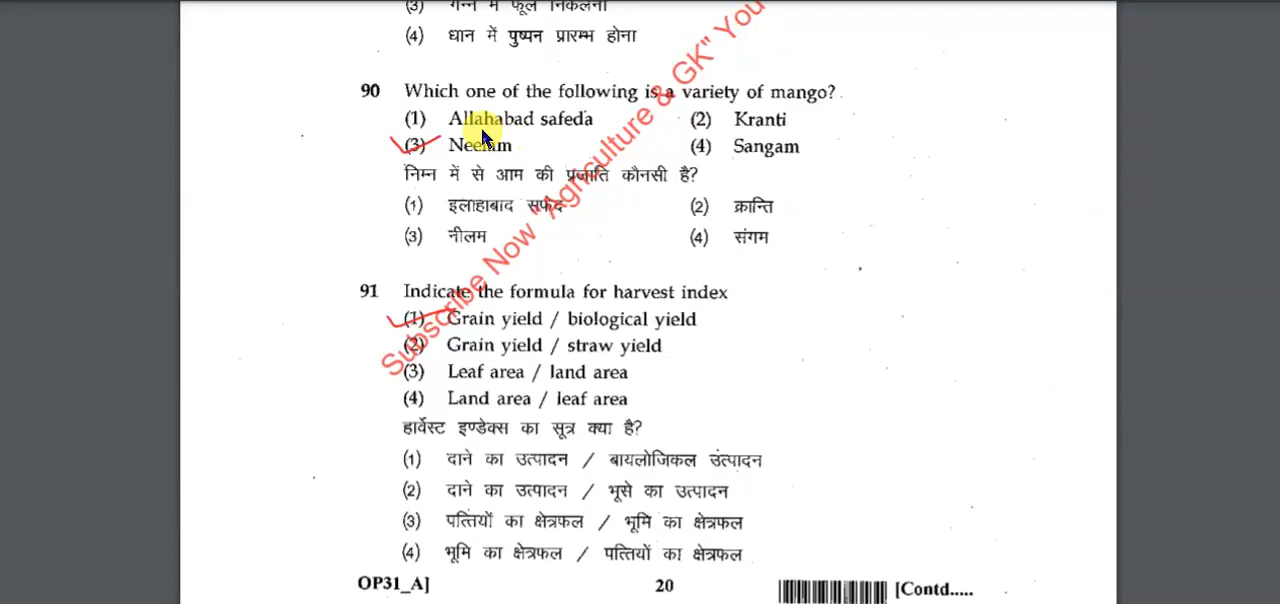 (3) गन्ने में फूल निकलना
(4) धान में पुष्पन प्रारम्भ होना
90 Which one of the following is a variety of mango?
(1) Allahabad safeda (2) Kranti
(3) Neelum (4) Sangam
निम्न में से आम की प्रजाति कौनसी है?
(1) इलाहाबाद सफेद (2) क्रान्ति
(3) नीलम (4) संगम
91 Indicate the formula for harvest index
(1) Grain yield / biological yield
(2) Grain yield / straw yield
(3) Leaf area / land area
(4) Land area / leaf area
हार्वेस्ट इण्डेक्स का सूत्र क्या है?
(1) दाने का उत्पादन / बायलोजिकल उत्पादन
(2) दाने का उत्पादन / भूसे का उत्पादन
(3) पत्तियों का क्षेत्रफल / भूमि का क्षेत्रफल
(4) भूमि का क्षेत्रफल / पत्तियों का क्षेत्रफल
OP31_A] 20 [Contd.....
Subscribe Now "Agriculture & GK" You